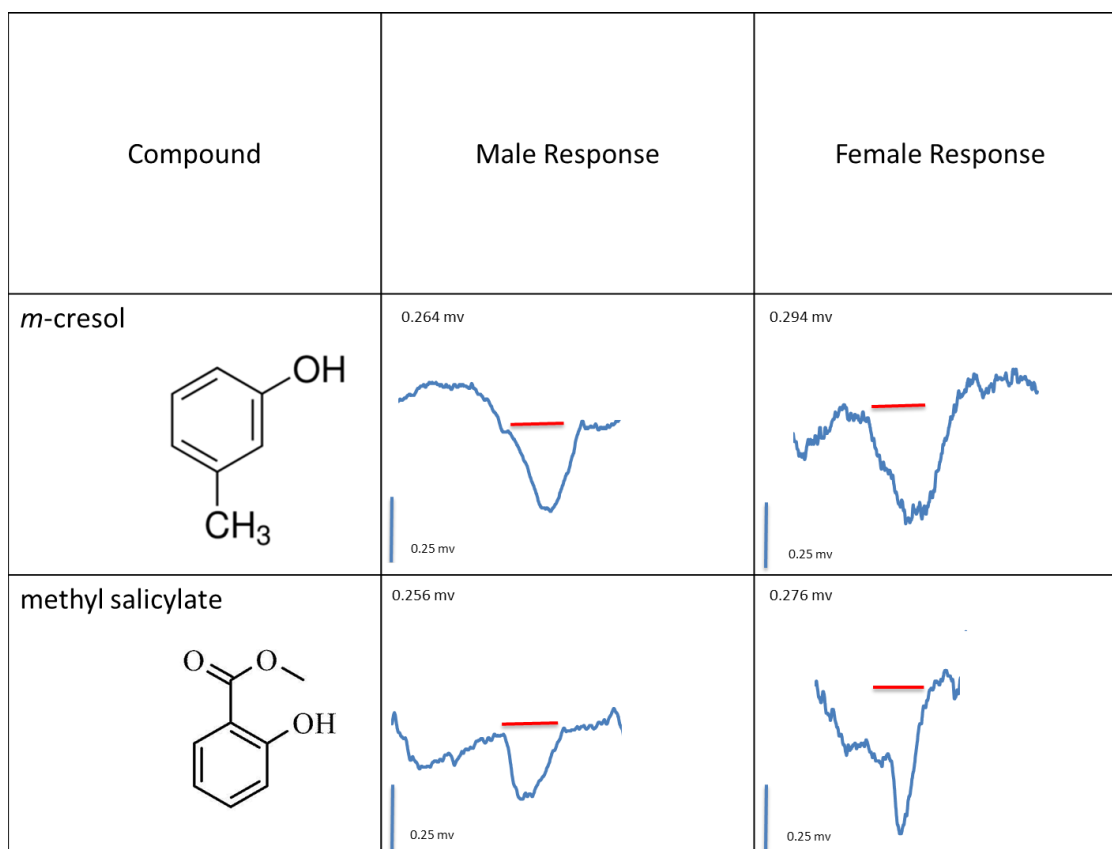 Compound
Male Response
Female Response
m-cresol
OH
CH3
0.264 mv
0.25 mv
0.294 mv
0.25 mv
methyl salicylate
O
O
OH
0.256 mv
0.25 mv
0.276 mv
0.25 mv